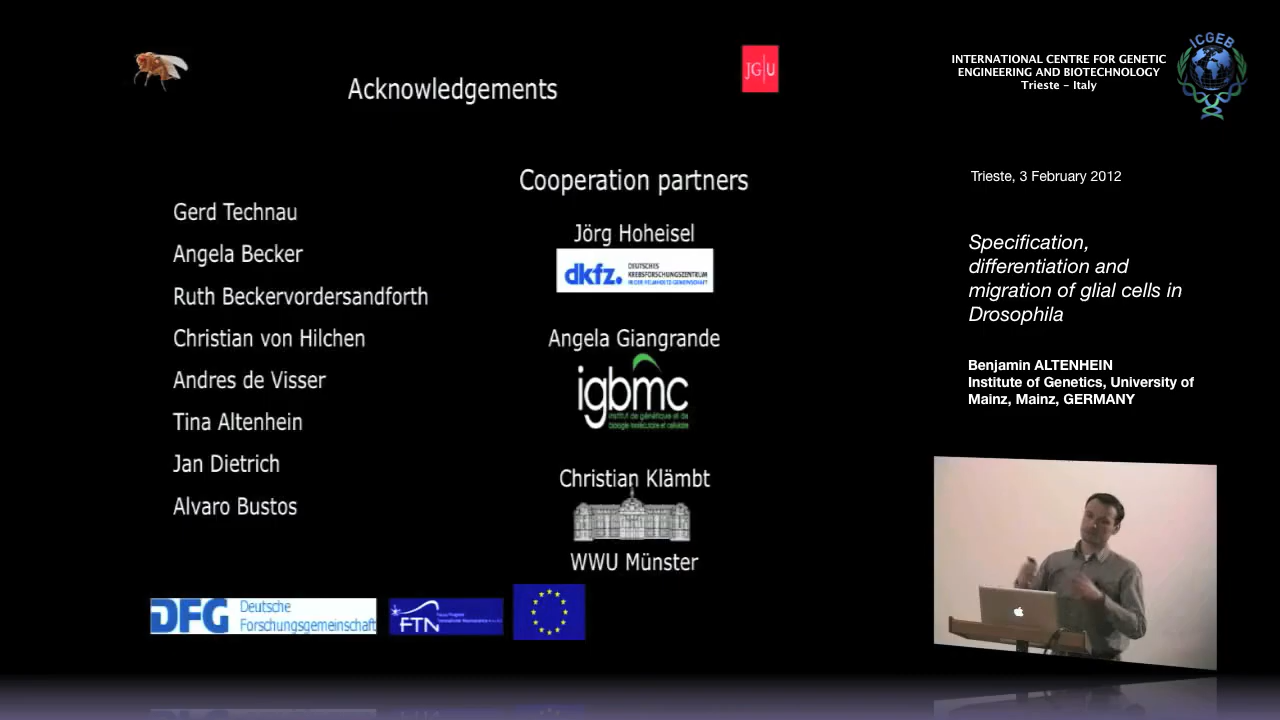 Acknowledgements
JG|U
INTERNATIONAL CENTRE FOR GENETIC
ENGINEERING AND BIOTECHNOLOGY
Trieste – Italy
ICGEB
Trieste, 3 February 2012
Specification,
differentiation and
migration of glial cells in
Drosophila
Benjamin ALTENHEIN
Institute of Genetics, University of
Mainz, Mainz, GERMANY
Gerd Technau
Angela Becker
Ruth Beckervordersandforth
Christian von Hilchen
Andres de Visser
Tina Altenhein
Jan Dietrich
Alvaro Bustos
Cooperation partners
Jörg Hoheisel
dkfz.
DEUTSCHES
KREBSFORSCHUNGSZENTRUM
IN DER HELMHOLTZ-GEMEINSCHAFT
Angela Giangrande
igbmc
institut de génétique et de
biologie moléculaire et cellulaire
Christian Klämbt
WWU Münster
DFG
Deutsche
Forschungsgemeinschaft
FTN